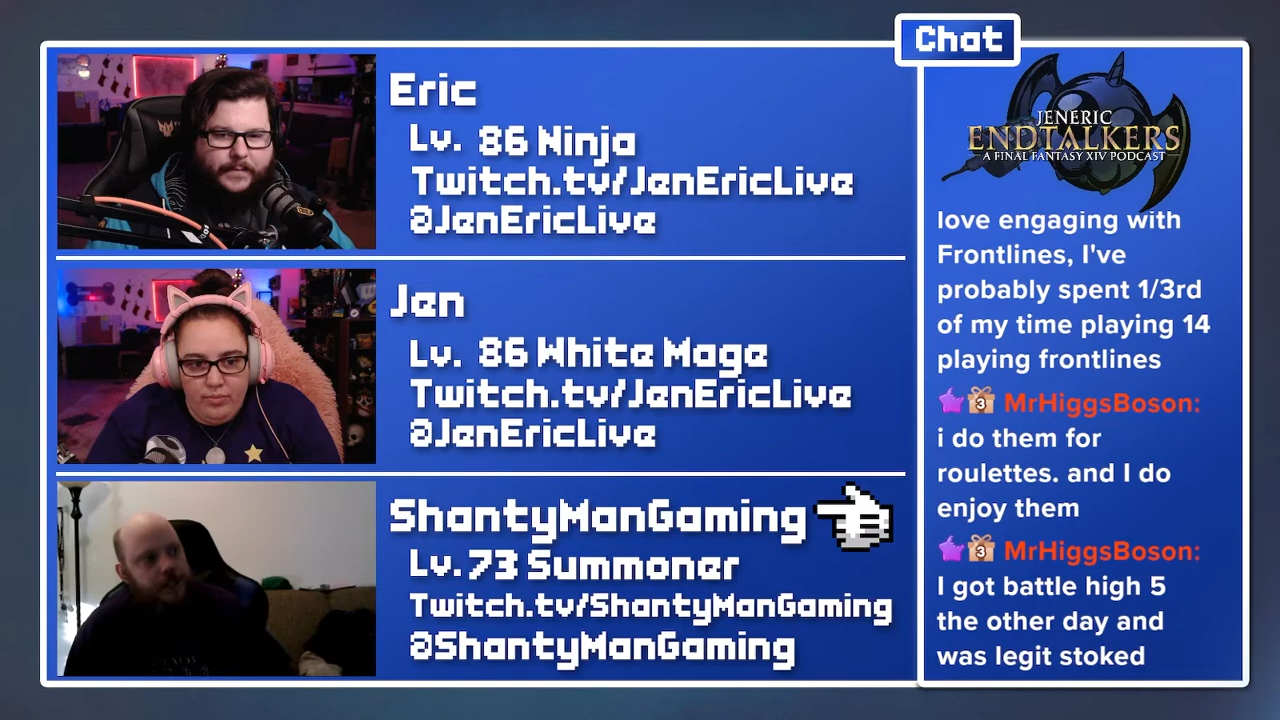 Eric
Lv. 86 Ninja
Twitch.tv/JenEricLive
@JenEricLive
Jen
Lv. 86 White Mage
Twitch.tv/JenEricLive
@JenEricLive
ShantyManGaming
Lv. 73 Summoner
Twitch.tv/ShantyManGaming
@ShantyManGaming
Chat
JENERIC
ENDTALKERS
A FINAL FANTASY XIV PODCAST
love engaging with
Frontlines, I've
probably spent 1/3rd
of my time playing 14
playing frontlines
3 MrHiggsBoson:
i do them for
roulettes. and I do
enjoy them
3 MrHiggsBoson:
I got battle high 5
the other day and
was legit stoked